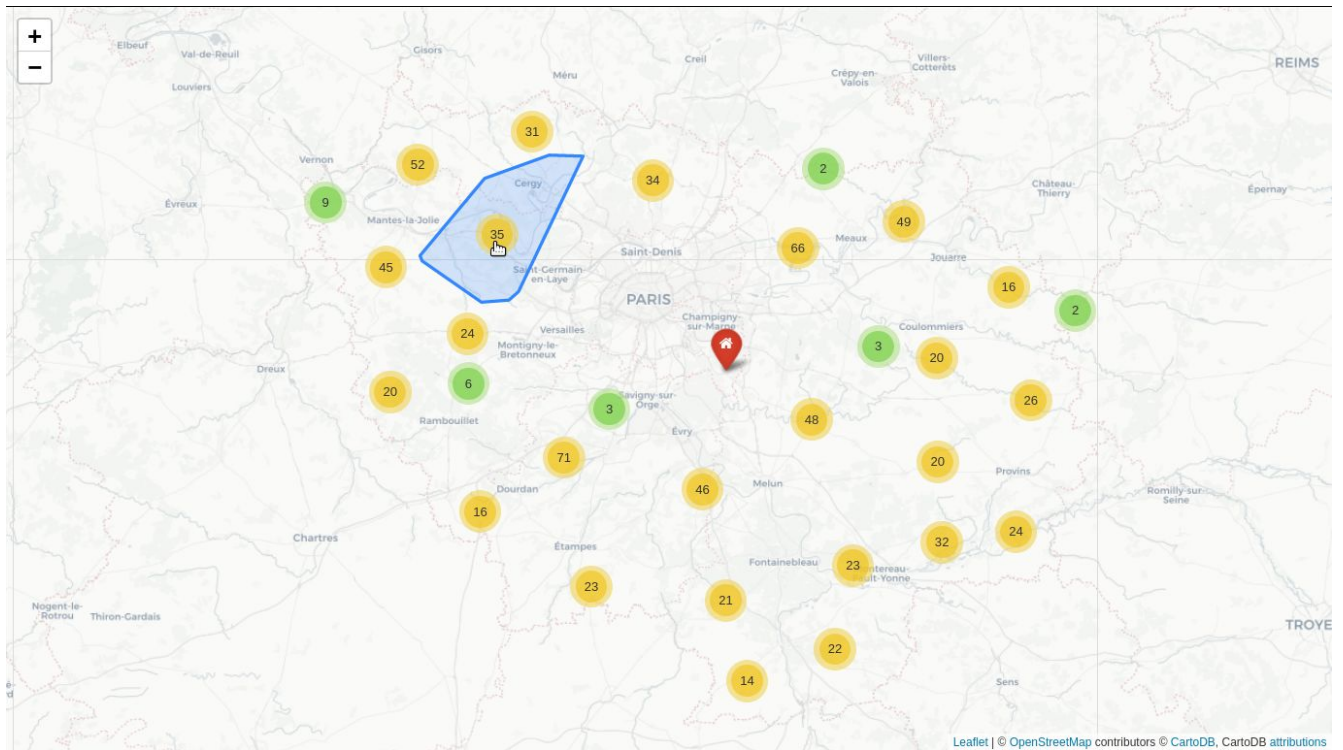 +
−
Elbeuf
Val-de-Reuil
Gisors
Creil
Villers-
Cotterêts
REIMS
Louviers
Méru
Crépy-en-
Valois
31
Vernon
52
34
2
Cergy
Château-
Thierry
Épernay
9
Évreux
Mantes-la-Jolie
49
35
66
Meaux
Saint-Denis
Jouarre
45
Saint-Germain
en-Laye
16
PARIS
2
Champigny
sur-Marne
24
Versailles
Coulommiers
Montigny-le-
Bretonneux
3
20
Dreux
6
20
Savigny-sur-
Orge
26
3
Rambouillet
48
Évry
71
20
Provins
Dourdan
46
Melun
Romilly-sur
Seine
16
Chartres
24
32
Étampes
Fontainebleau
23
Montereau-
Fault-Yonne
23
21
Nogent-le-
Rotrou
Thiron-Gardais
TROYE
22
14
Sens
Leaflet | © OpenStreetMap contributors © CartoDB, CartoDB attributions